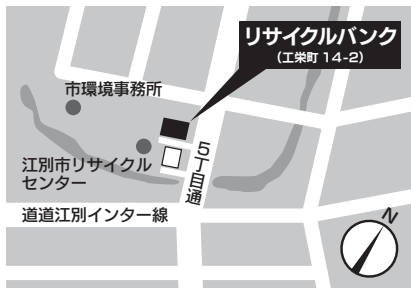 リサイクルバンク
(工栄町14-2)
市環境事務所
江別市リサイクル
センター
5丁目通
道道江別インター線
N